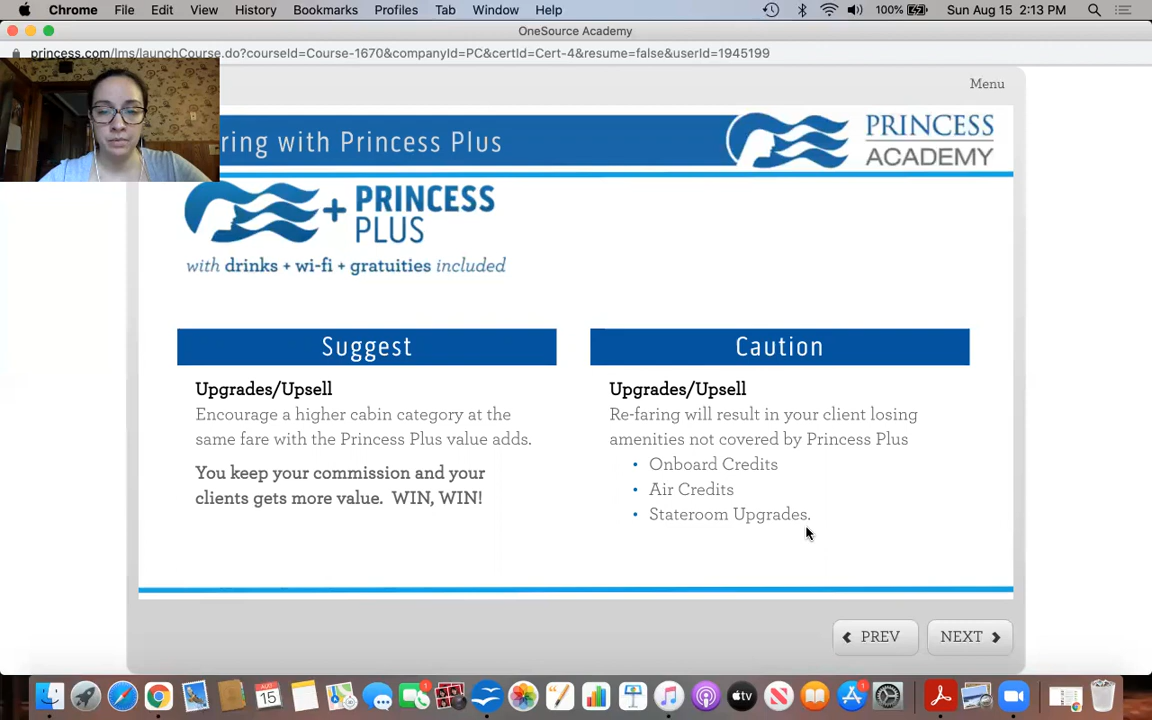 Chrome File Edit View History Bookmarks Profiles Tab Window Help 100% Sun Aug 15 2:13 PM
OneSource Academy
princess.com/lms/launchCourse.do?courseId=Course-1670&companyId=PC&certId=Cert-4&resume=false&userId=1945199
Menu
ring with Princess Plus
PRINCESS
ACADEMY
+ PRINCESS
PLUS
with drinks + wi-fi + gratuities included
Suggest
Upgrades/Upsell
Encourage a higher cabin category at the
same fare with the Princess Plus value adds.
You keep your commission and your
clients gets more value. WIN, WIN!
Caution
Upgrades/Upsell
Re-faring will result in your client losing
amenities not covered by Princess Plus
• Onboard Credits
• Air Credits
• Stateroom Upgrades.
PREV
NEXT
AUG
15
1
tv
1